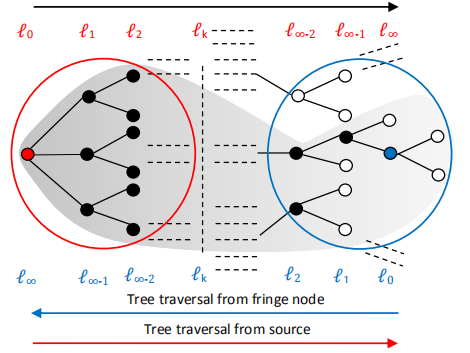 ℓ₀ ℓ₁ ℓ₂ ℓₖ ℓ∞-2 ℓ∞-1 ℓ∞
ℓ∞ ℓ∞-1 ℓ∞-2 ℓₖ ℓ₂ ℓ₁ ℓ₀
Tree traversal from fringe node
Tree traversal from source